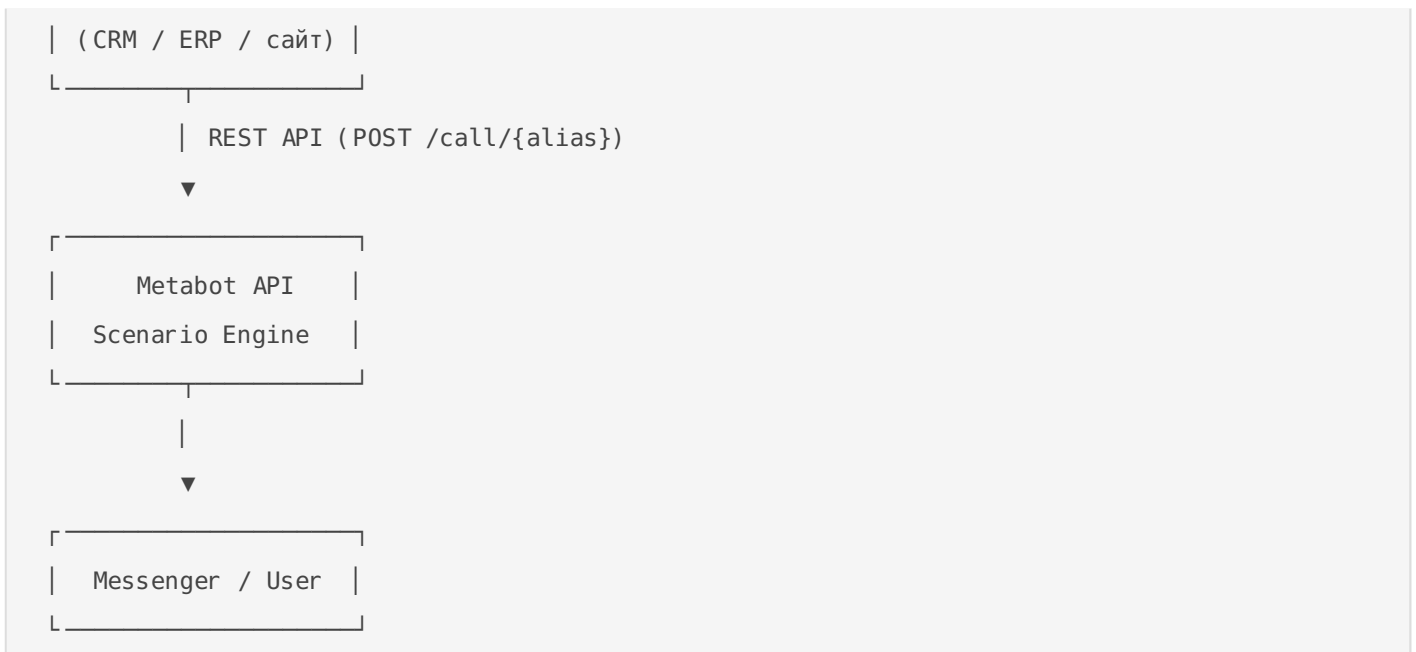 (CRM / ERP / сайт)
REST API (POST /call/{alias})
Metabot API
Scenario Engine
Messenger / User